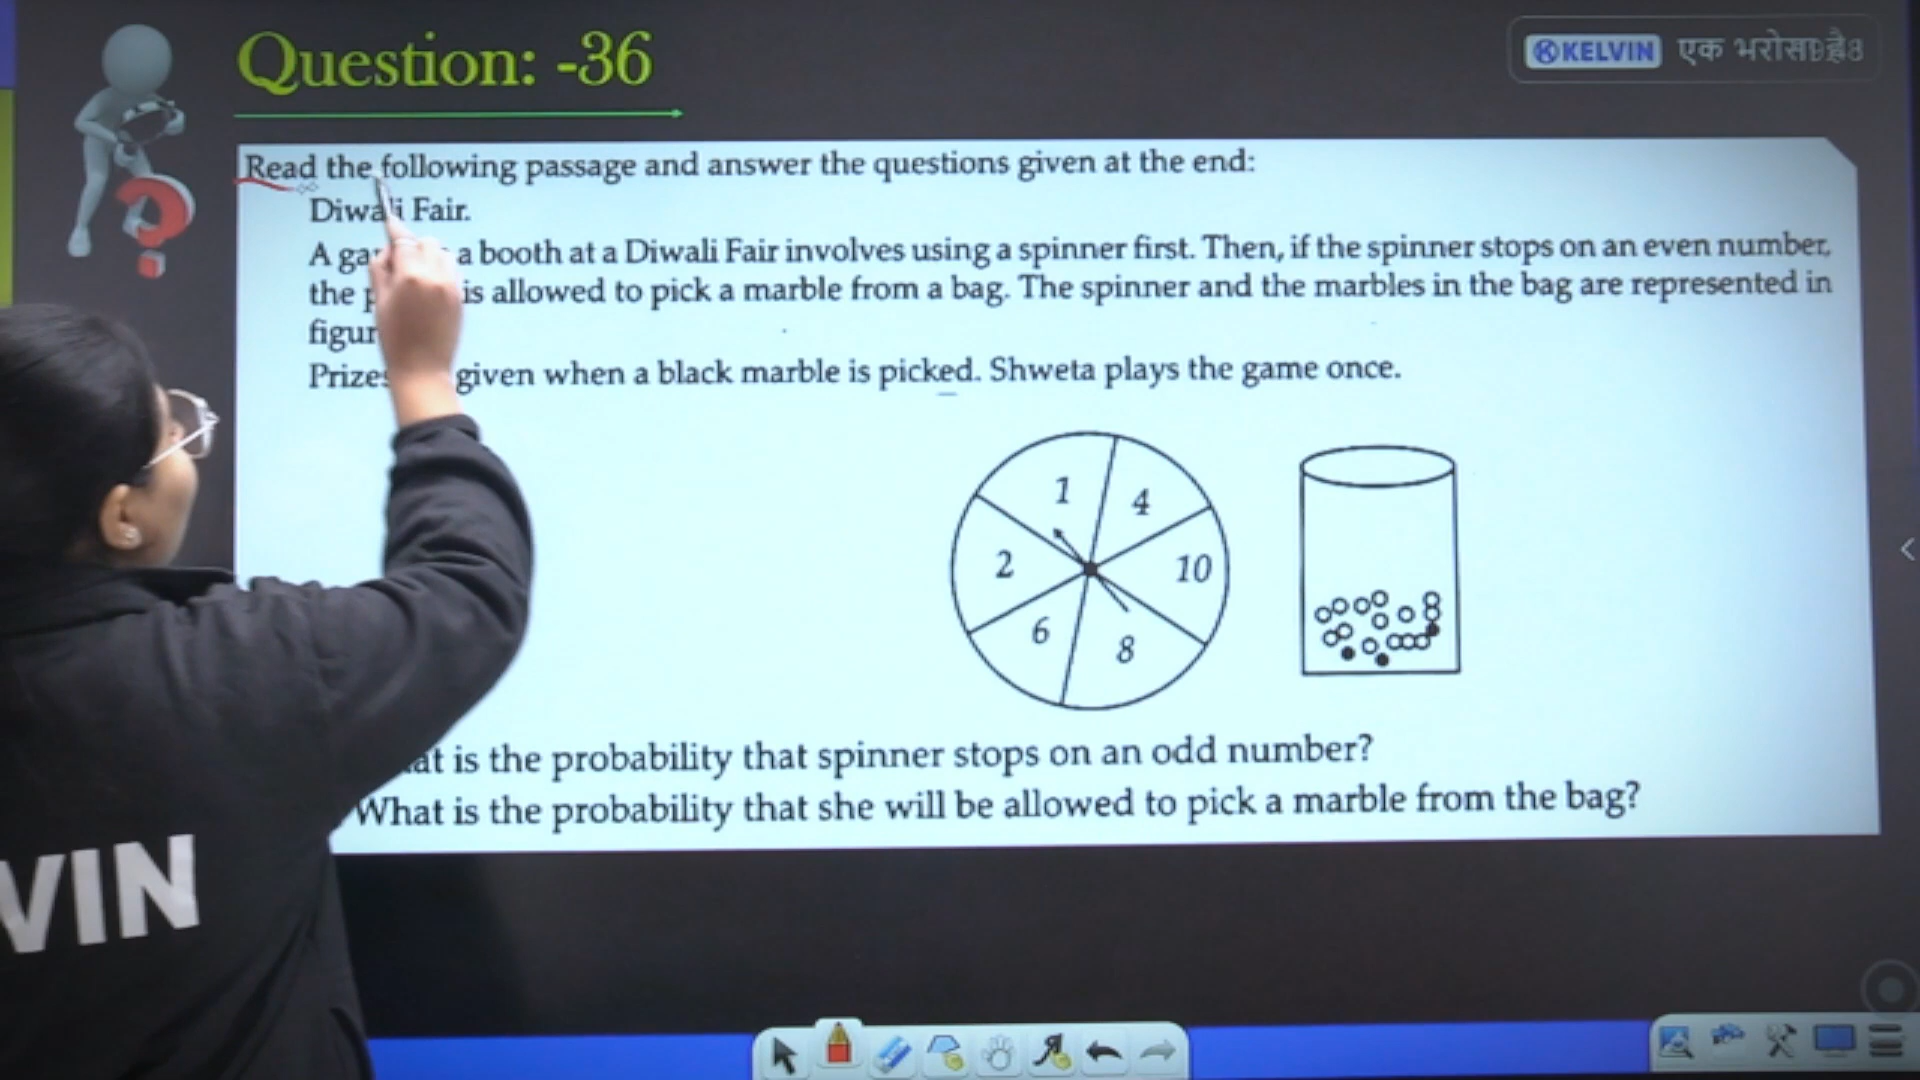 Question: -36
KELVIN एक भरोसा है
Read the following passage and answer the questions given at the end:
Diwali Fair.
a booth at a Diwali Fair involves using a spinner first. Then, if the spinner stops on an even number,
the is allowed to pick a marble from a bag. The spinner and the marbles in the bag are represented in
Prizes given when a black marble is picked. Shweta plays the game once.
1
4
2
10
6
8
is the probability that spinner stops on an odd number?
What is the probability that she will be allowed to pick a marble from the bag?
VIN